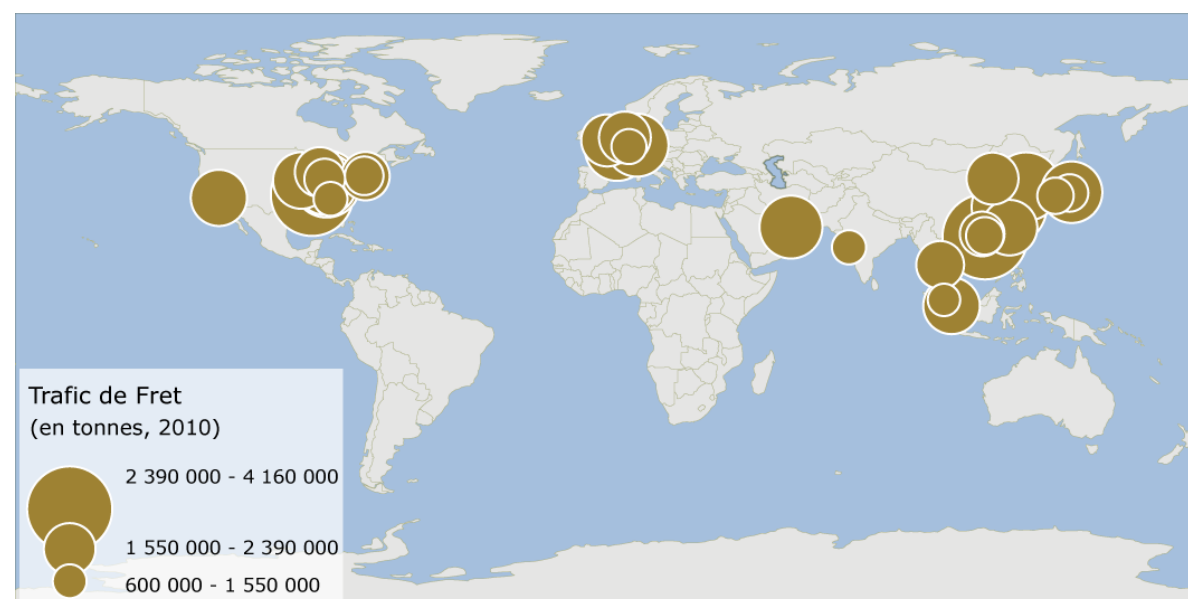 Trafic de Fret
(en tonnes, 2010)
2 390 000 - 4 160 000
1 550 000 - 2 390 000
600 000 - 1 550 000